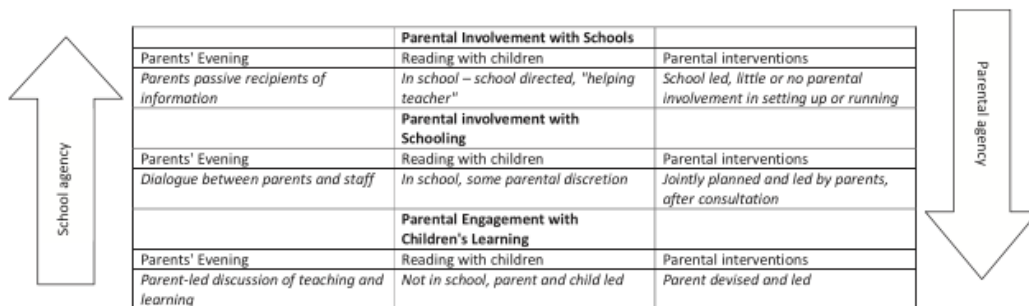 School agency
Parental Involvement with Schools
Parents' Evening Reading with children Parental interventions
Parents passive recipients of In school – school directed, "helping School led, little or no parental
information teacher" involvement in setting up or running
Parental involvement with
Schooling
Parents' Evening Reading with children Parental interventions
Dialogue between parents and staff In school, some parental discretion Jointly planned and led by parents,
after consultation
Parental Engagement with
Children's Learning
Parents' Evening Reading with children Parental interventions
Parent-led discussion of teaching and Not in school, parent and child led Parent devised and led
learning
Parental agency